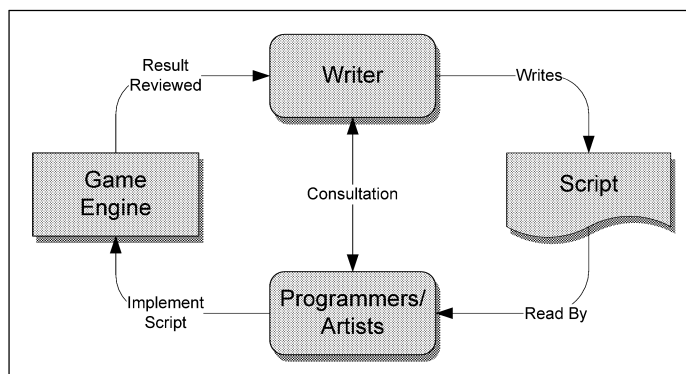 Result
Reviewed
Writer
Writes
Game
Engine
Consultation
Script
Implement
Script
Programmers/
Artists
Read By